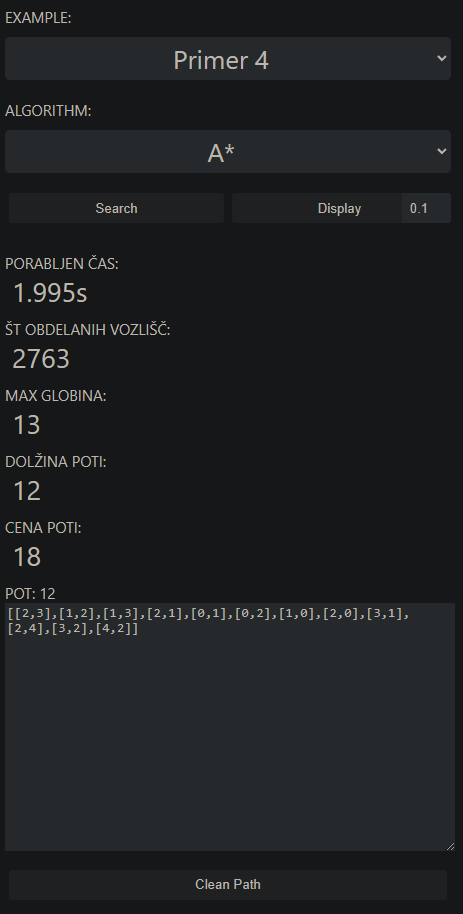 EXAMPLE:
Primer 4
ALGORITHM:
A*
Search
Display
0.1
PORABLJEN ČAS:
1.995s
ŠT OBDELANIH VOZLIŠČ:
2763
MAX GLOBINA:
13
DOLŽINA POTI:
12
CENA POTI:
18
POT: 12
[[2,3],[1,2],[1,3],[2,1],[0,1],[0,2],[1,0],[2,0],[3,1],
[2,4],[3,2],[4,2]]
Clean Path